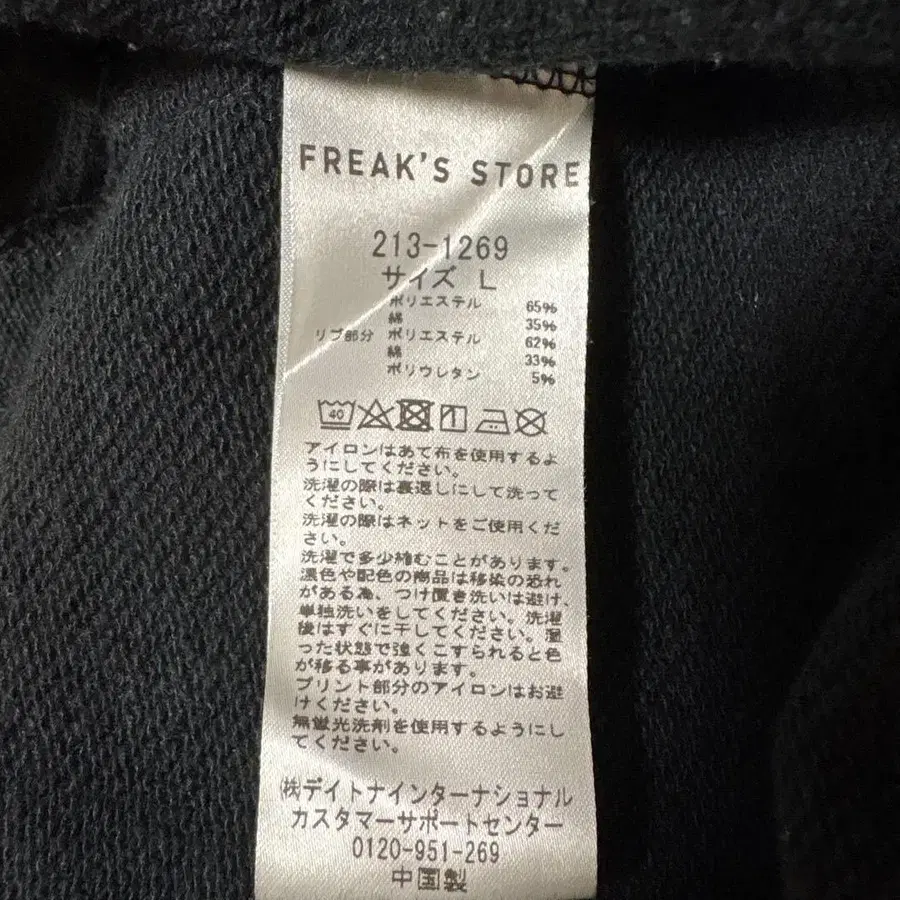 FREAK'S STORE
213-1269
サイズ L
ポリエステル 65%
綿 35%
リブ部分 ポリエステル 62%
綿 33%
ポリウレタン 5%
40
アイロンはあて布を使用するよ
うにしてください。
洗濯の際は裏返しにして洗って
ください。
洗濯の際はネットをご使用くだ
さい。
洗濯で多少縮むことがあります。
濃色や配色の商品は移染の恐れ
がある為、つけ置き洗いは避け、
単独洗いをしてください。洗濯
後はすぐに干してください。湿
った状態で強くこすられると色
が移る事があります。
プリント部分のアイロンはお避
けください。
無蛍光洗剤を使用するようにし
てください。
㈱デイトナインターナショナル
カスタマーサポートセンター
0120-951-269
中国製